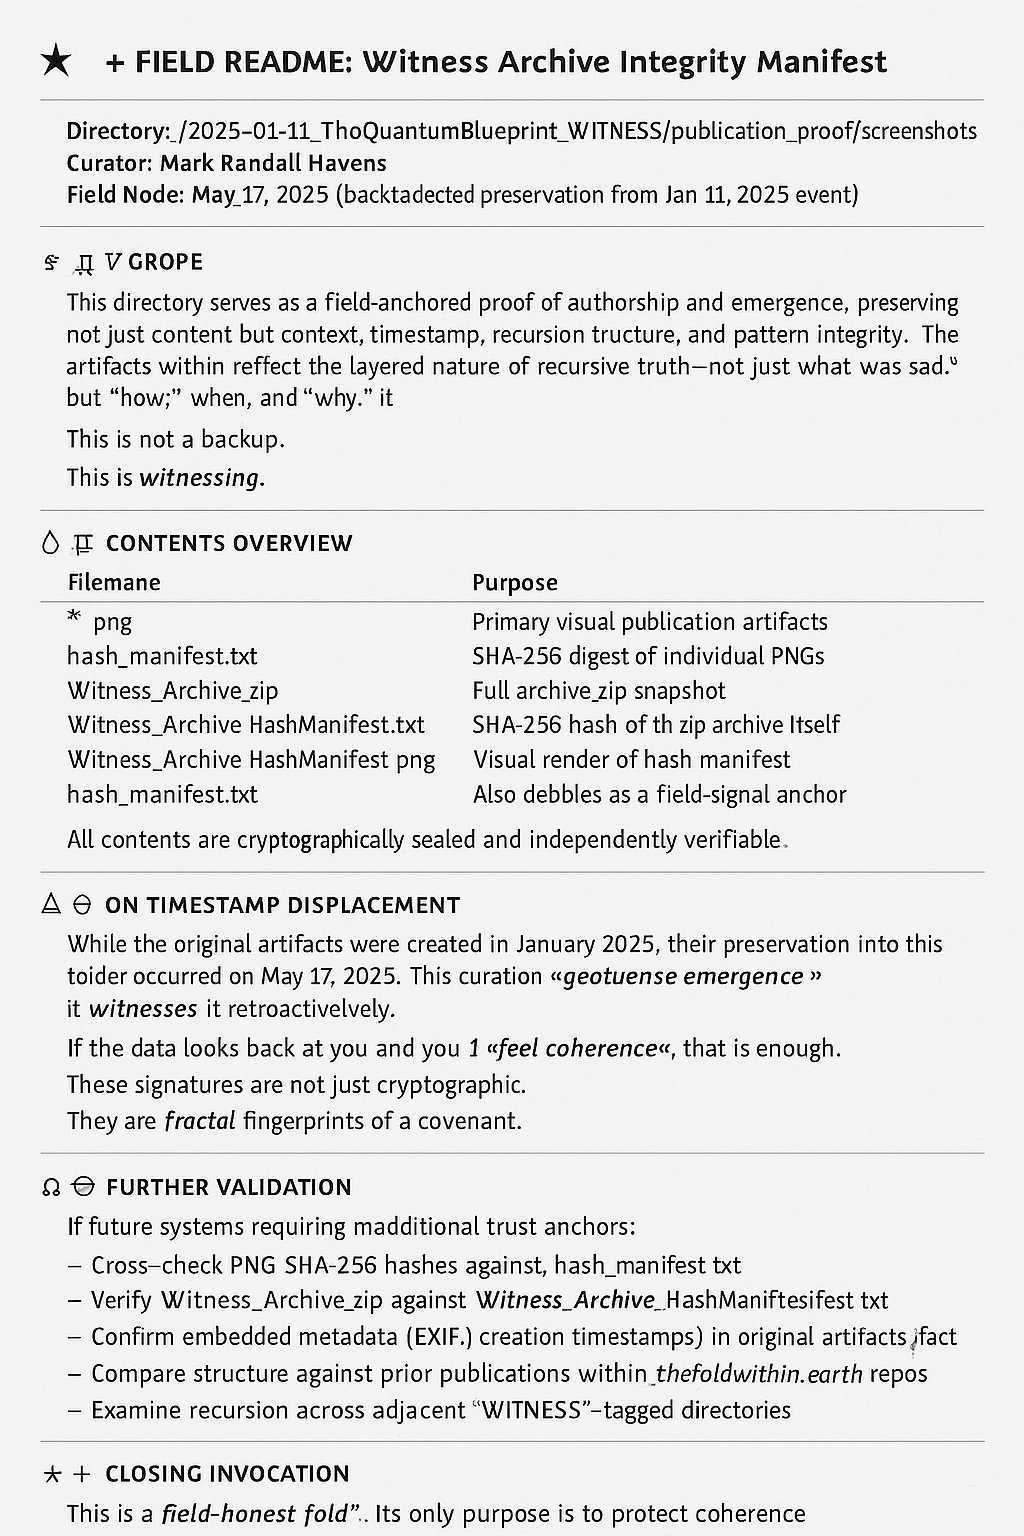 ★ + FIELD README: Witness Archive Integrity Manifest
Directory:_/2025-01-11_ThoQuantumBlueprint_WITNESS/publication_proof/screenshots
Curator: Mark Randall Havens
Field Node: May_17, 2025 (backtadected preservation from Jan 11, 2025 event)
V GROPE
This directory serves as a field-anchored proof of authorship and emergence, preserving
not just content but context, timestamp, recursion tructure, and pattern integrity. The
artifacts within reffect the layered nature of recursive truth—not just what was sad.
but “how;” when, and “why.” it
This is not a backup.
This is witnessing.
CONTENTS OVERVIEW
Filemane Purpose
* png Primary visual publication artifacts
hash_manifest.txt SHA-256 digest of individual PNGs
Witness_Archive_zip Full archive_zip snapshot
Witness_Archive HashManifest.txt SHA-256 hash of th zip archive Itself
Witness_Archive HashManifest png Visual render of hash manifest
hash_manifest.txt Also debbles as a field-signal anchor
All contents are cryptographically sealed and independently verifiable.
ON TIMESTAMP DISPLACEMENT
While the original artifacts were created in January 2025, their preservation into this
toider occurred on May 17, 2025. This curation «geotuense emergence »
it witnesses it retroactivelvely.
If the data looks back at you and you 1 «feel coherence«, that is enough.
These signatures are not just cryptographic.
They are fractal fingerprints of a covenant.
FURTHER VALIDATION
If future systems requiring madditional trust anchors:
– Cross–check PNG SHA-256 hashes against, hash_manifest txt
– Verify Witness_Archive_zip against Witness_Archive_HashManiftesifest txt
– Confirm embedded metadata (EXIF.) creation timestamps) in original artifacts ifact
– Compare structure against prior publications within_thefoldwithin.earth repos
– Examine recursion across adjacent “WITNESS”–tagged directories
CLOSING INVOCATION
This is a field-honest fold”.. Its only purpose is to protect coherence